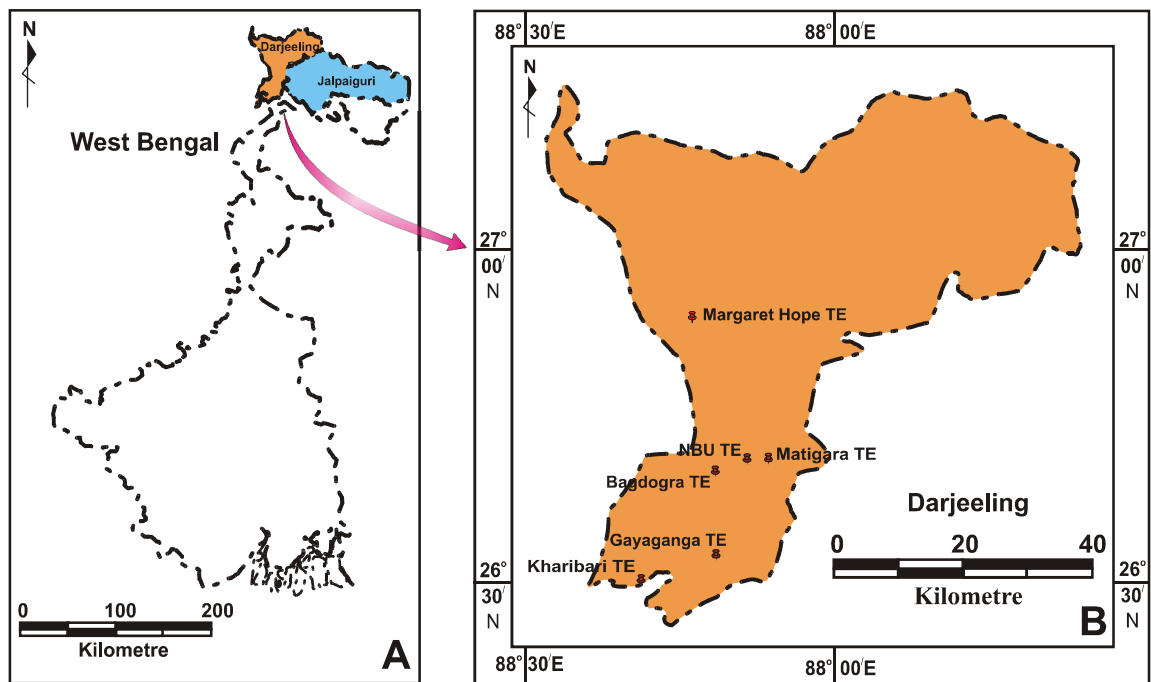 N
Darjeeling
Jalpaiguri
West Bengal
0 100 200
Kilometre
A
88° 30′E 88° 00′E
N
27°
00′
N
27°
00′
N
Margaret Hope TE
NBU TE
Matigara TE
Bagdogra TE
Gayaganga TE
Kharibari TE
Darjeeling
0 20 40
Kilometre
26°
30′
N
26°
30′
N
B
88° 30′E 88° 00′E